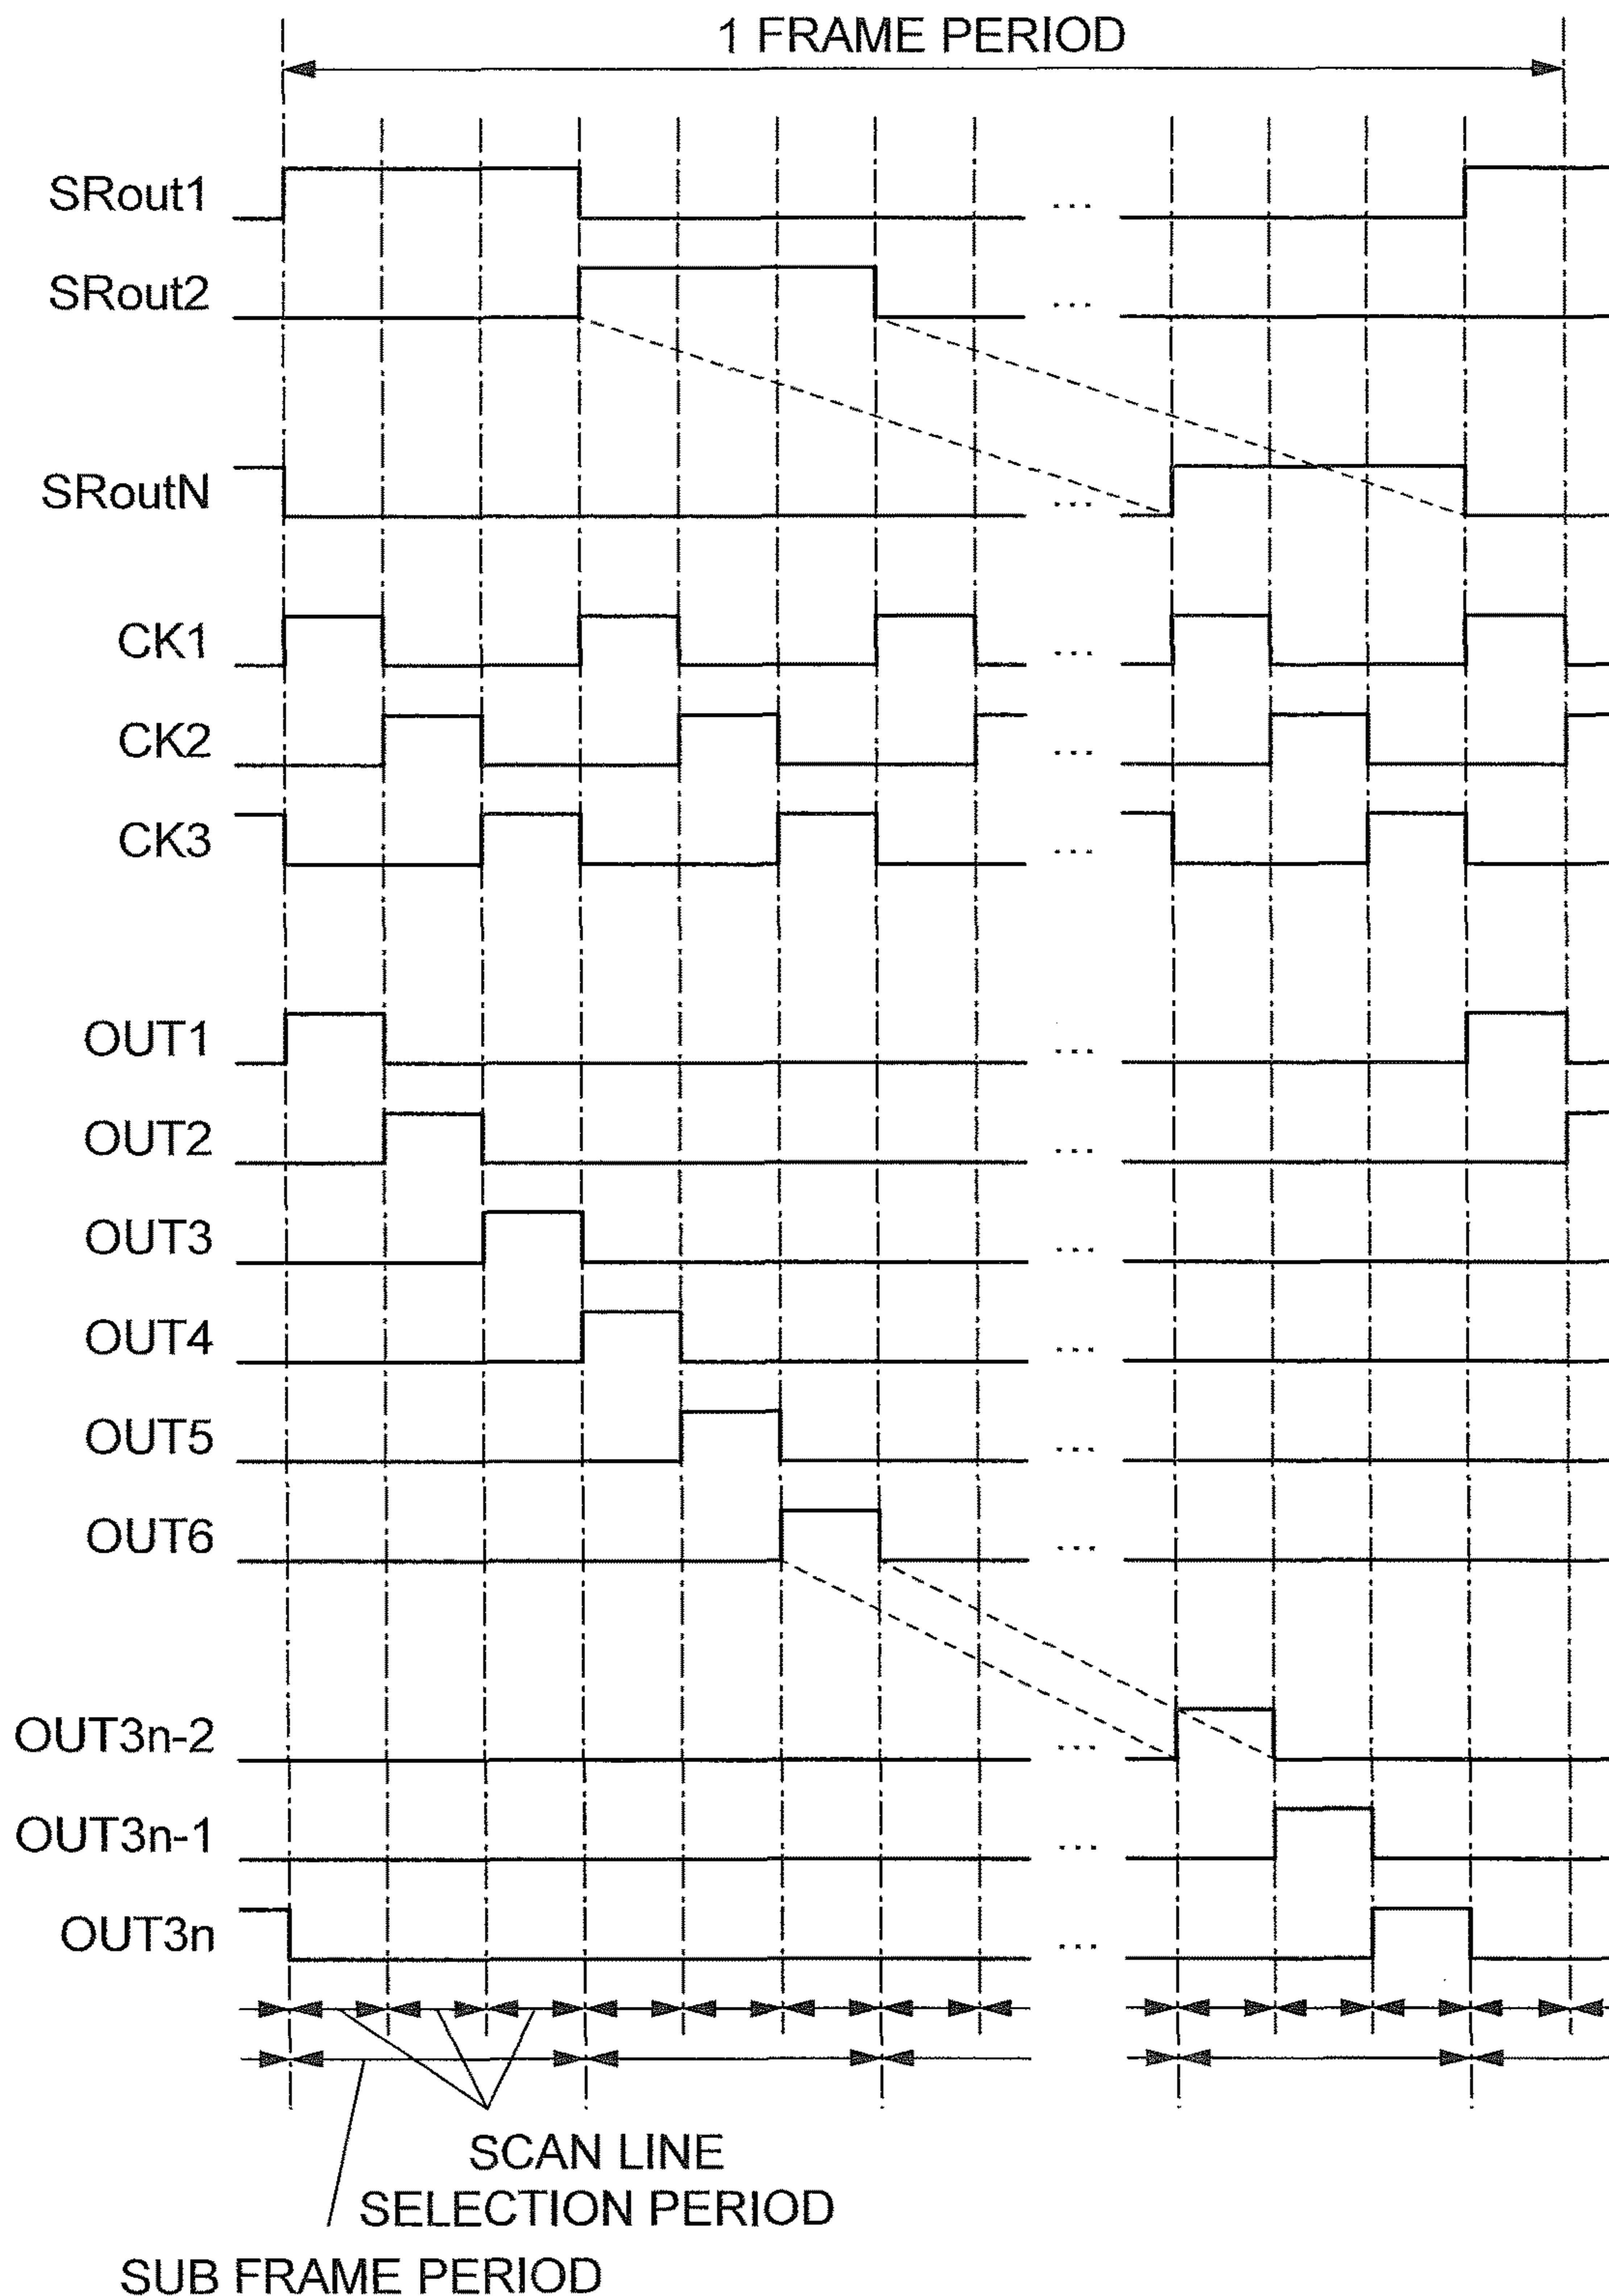 1 FRAME PERIOD
SRout1
...
SRout2
...
SRoutN
...
CK1
...
CK2
...
CK3
...
OUT1
...
OUT2
...
OUT3
...
OUT4
...
OUT5
...
OUT6
...
OUT3n-2
...
OUT3n-1
...
OUT3n
...
SCAN LINE
SELECTION PERIOD
SUB FRAME PERIOD